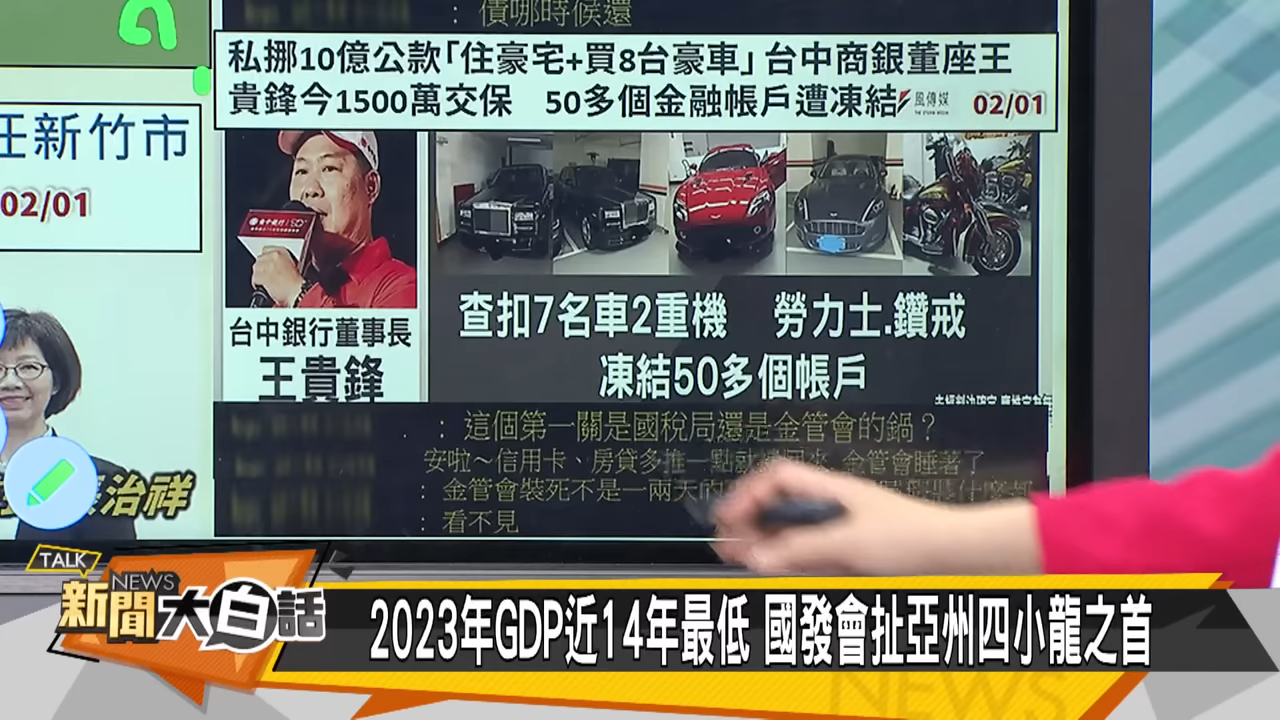 債哪時候還
私挪10億公款「住豪宅+買8台豪車」台中商銀董座王
貴鋒今1500萬交保 50多個金融帳戶遭凍結
風傳媒
02/01
任新竹市
02/01
台中銀行
台中銀行董事長
王貴鋒
查扣7名車2重機 勞力士.鑽戒
凍結50多個帳戶
: 這個第一關是國稅局還是金管會的鍋?
安啦~信用卡、房貸多推一點就
金管會睡著了
: 金管會裝死不是一兩天
: 看不見
治祥
TALK
NEWS
新聞大白話
2023年GDP近14年最低 國發會扯亞州四小龍之首
NEWS